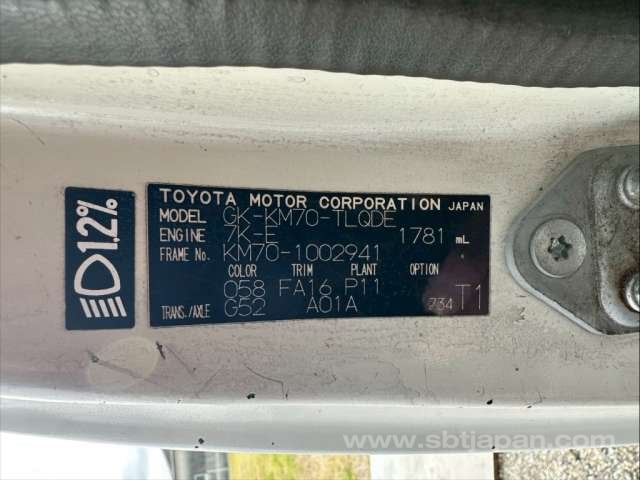 1.2%
TOYOTA MOTOR CORPORATION JAPAN
MODEL GK-KM70-TLQDE
ENGINE 7K-E 1781 mL
FRAME No. KM70-1002941
COLOR TRIM PLANT OPTION
058 FA16 P11
TRANS./AXLE G52 A01A 734 T1
www.sbtjapan.com